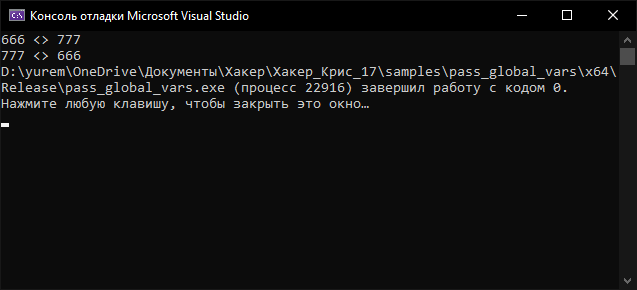 Консоль отладки Microsoft Visual Studio
666 <> 777
777 <> 666
D:\yurem\OneDrive\Документы\Хакер\Хакер_Крис_17\samples\pass_global_vars\x64\
Release\pass_global_vars.exe (процесс 22916) завершил работу с кодом 0.
Нажмите любую клавишу, чтобы закрыть это окно…